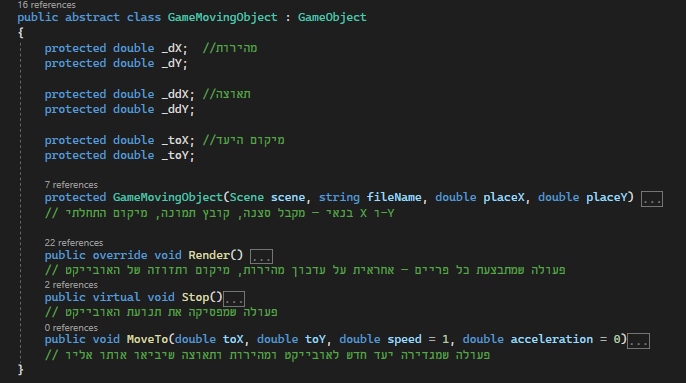 16 references
public abstract class GameMovingObject : GameObject
{
protected double _dX; //מהירות
protected double _dY;
protected double _ddX; //תאוצה
protected double _ddY;
protected double _toX; //מיקום היעד
protected double _toY;
7 references
protected GameMovingObject(Scene scene, string fileName, double placeX, double placeY) ...
// בנאי – מקבל סצנה, קובץ תמונה, מיקום התחלתי X ו-Y
22 references
public override void Render() ...
// פעולה שמתבצעת כל פריים – אחראית על עדכון מהירות, מיקום ותזוזה של האובייקט
2 references
public virtual void Stop() ...
// פעולה שמפסיקה את תנועת האובייקט
0 references
public void MoveTo(double toX, double toY, double speed = 1, double acceleration = 0) ...
// פעולה שמגדירה יעד חדש לאובייקט ומהירות ותאוצה שיביאו אותו אליו
}